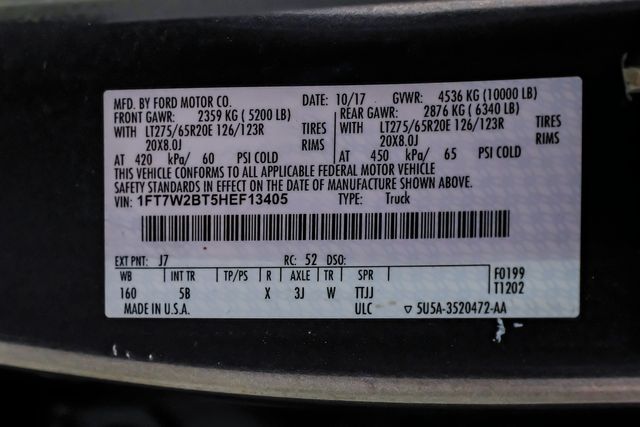 MFD. BY FORD MOTOR CO. DATE: 10/17 GVWR: 4536 KG (10000 LB)
FRONT GAWR: 2359 KG ( 5200 LB) REAR GAWR: 2876 KG ( 6340 LB)
WITH LT275/65R20E 126/123R TIRES WITH LT275/65R20E 126/123R TIRES
20X8.0J RIMS 20X8.0J RIMS
AT 420 kPa/ 60 PSI COLD AT 450 kPa/ 65 PSI COLD
THIS VEHICLE CONFORMS TO ALL APPLICABLE FEDERAL MOTOR VEHICLE
SAFETY STANDARDS IN EFFECT ON THE DATE OF MANUFACTURE SHOWN ABOVE.
VIN: 1FT7W2BT5HEF13405 TYPE: Truck
EXT PNT: J7 RC: 52 DSO:
WB INT TR TP/PS R AXLE TR SPR F0199
160 5B X 3J W TTJJ T1202
MADE IN U.S.A. ULC ▽ 5U5A-3520472-AA